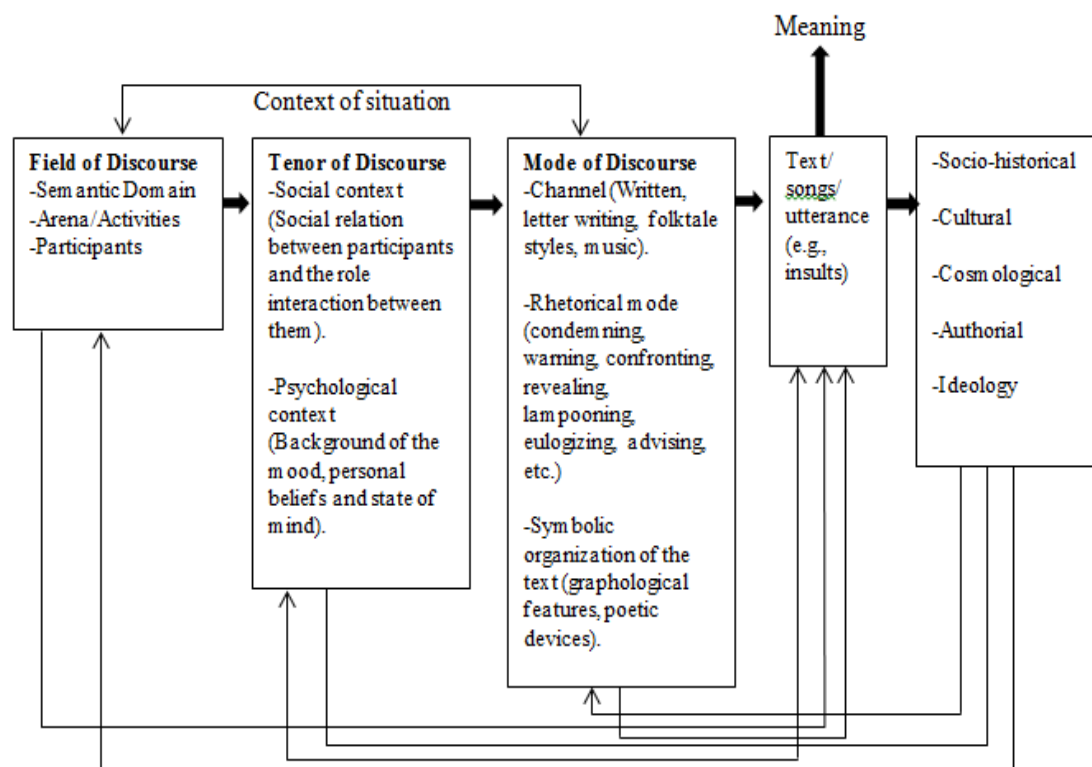 Meaning
Context of situation
Field of Discourse
-Semantic Domain
-Arena/Activities
-Participants
Tenor of Discourse
-Social context
(Social relation
between participants
and the role
interaction between
them).
-Psychological
context
(Background of the
mood, personal
beliefs and state of
mind).
Mode of Discourse
-Channel (Written,
letter writing, folktale
styles, music).
-Rhetorical mode
(condemning,
warning, confronting,
revealing,
lampooning,
eulogizing, advising,
etc.)
-Symbolic
organization of the
text (graphological
features, poetic
devices).
Text/
songs/
utterance
(e.g.,
insults)
-Socio-historical
-Cultural
-Cosmological
-Authorial
-Ideology